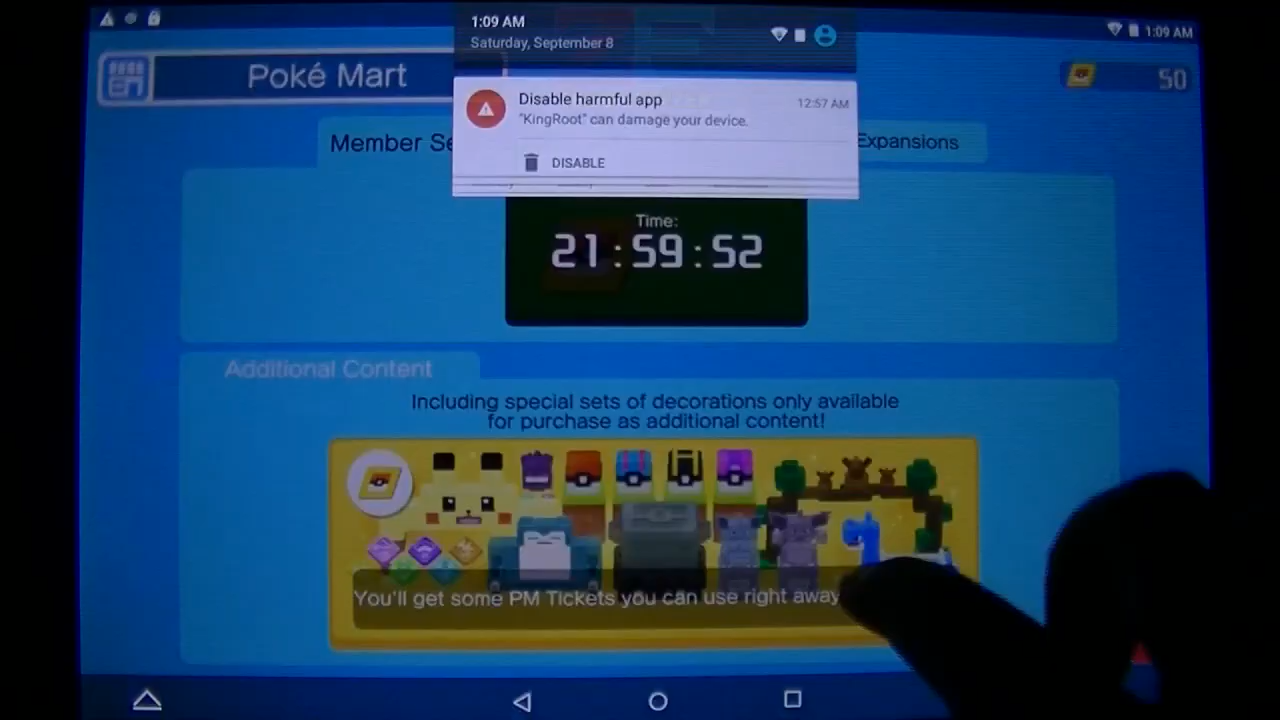 1:09 AM
Saturday, September 8
1:09 AM
Poké Mart
50
Disable harmful app
12:57 AM
"KingRoot" can damage your device.
DISABLE
Member Se
Expansions
Time:
21:59:52
Additional Content
Including special sets of decorations only available
for purchase as additional content!
You'll get some PM Tickets you can use right away